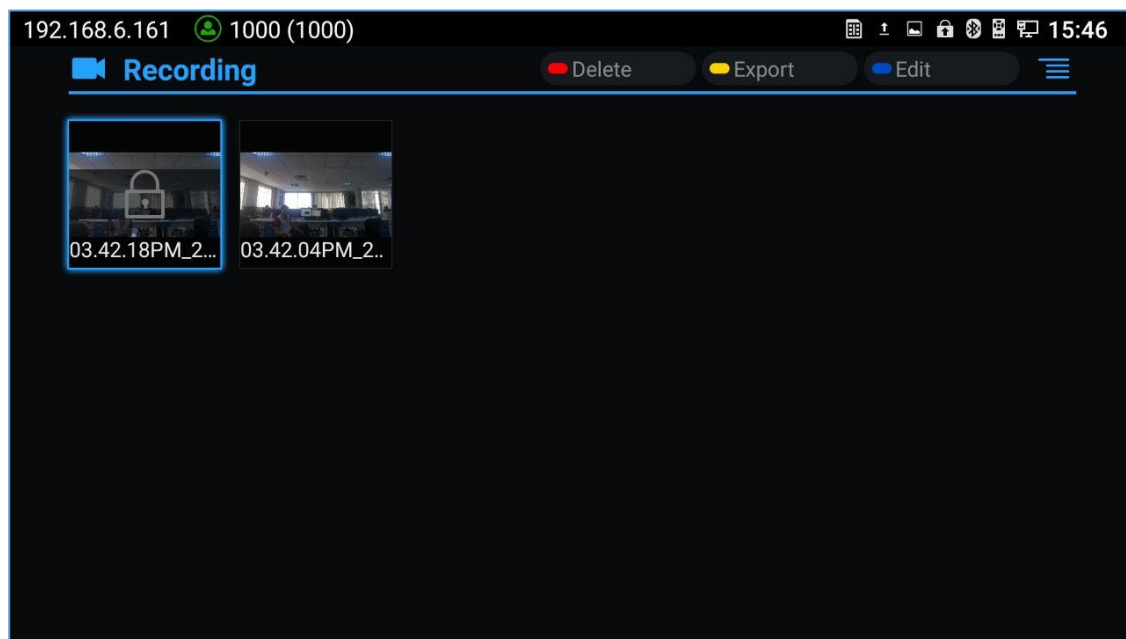 192.168.6.161 1000 (1000) 15:46
Recording Delete Export Edit
03.42.18PM_2... 03.42.04PM_2..